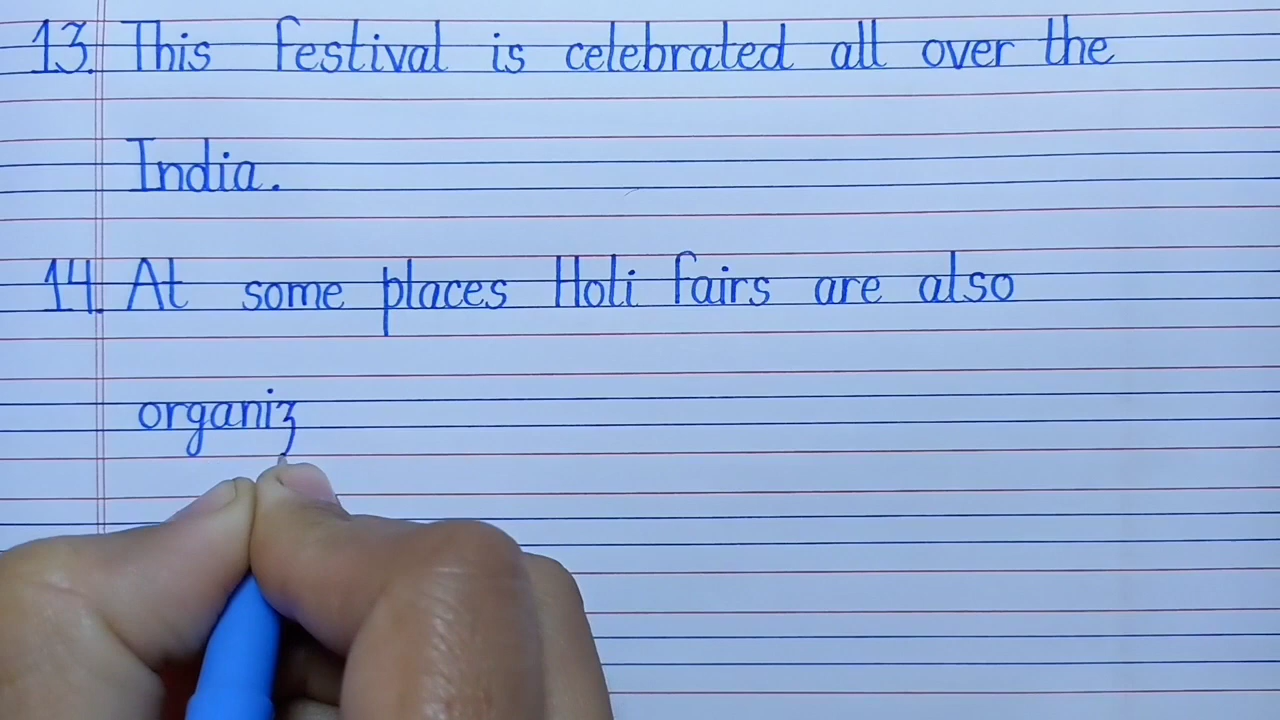 13. This festival is celebrated all over the
India.
14. At some places Holi fairs are also
organiz